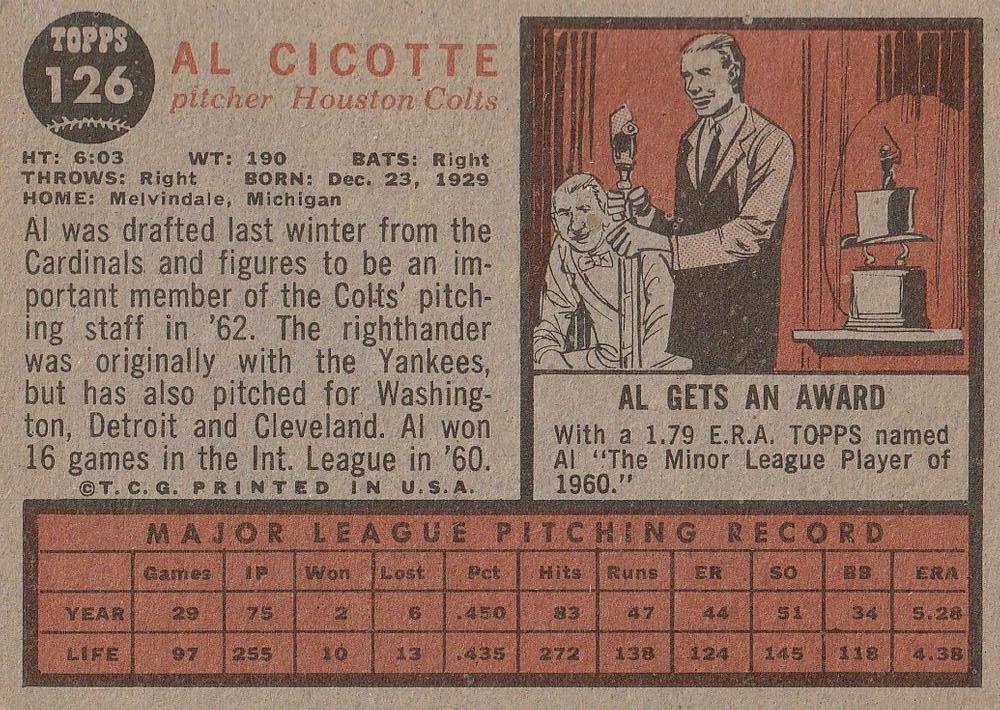 TOPPS
126
AL CICOTTE
pitcher Houston Colts
HT: 6:03 WT: 190 BATS: Right
THROWS: Right BORN: Dec. 23, 1929
HOME: Melvindale, Michigan
Al was drafted last winter from the
Cardinals and figures to be an im-
portant member of the Colts' pitch-
ing staff in '62. The righthander
was originally with the Yankees,
but has also pitched for Washing-
ton, Detroit and Cleveland. Al won
16 games in the Int. League in '60.
©T.C.G. PRINTED IN U.S.A.
AL GETS AN AWARD
With a 1.79 E.R.A. TOPPS named
Al "The Minor League Player of
1960."
MAJOR LEAGUE PITCHING RECORD
Games IP Won Lost Pct Hits Runs ER SO BB ERA
YEAR 29 75 2 6 .450 83 47 44 51 34 5.28
LIFE 97 255 10 13 .435 272 138 124 145 118 4.38